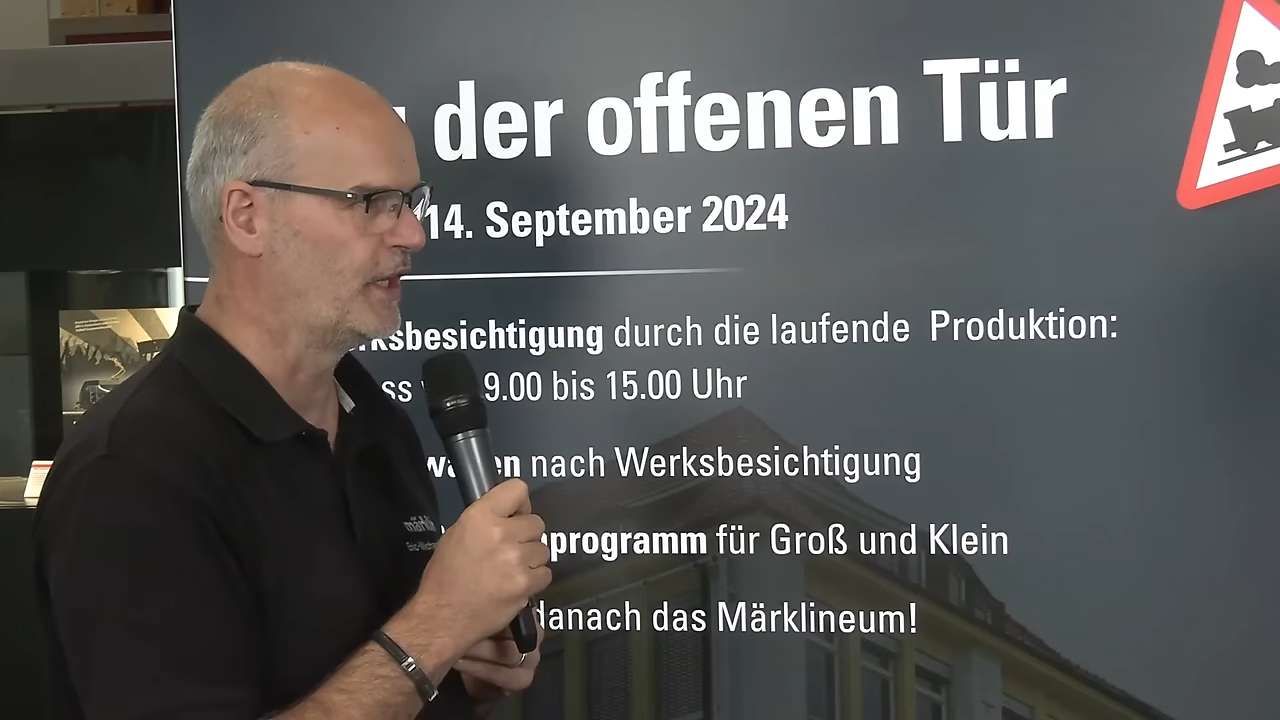 der offenen Tür
14. September 2024
ksbesichtigung durch die laufende Produktion:
ss 9.00 bis 15.00 Uhr
nach Werksbesichtigung
programm für Groß und Klein
danach das Märklineum!